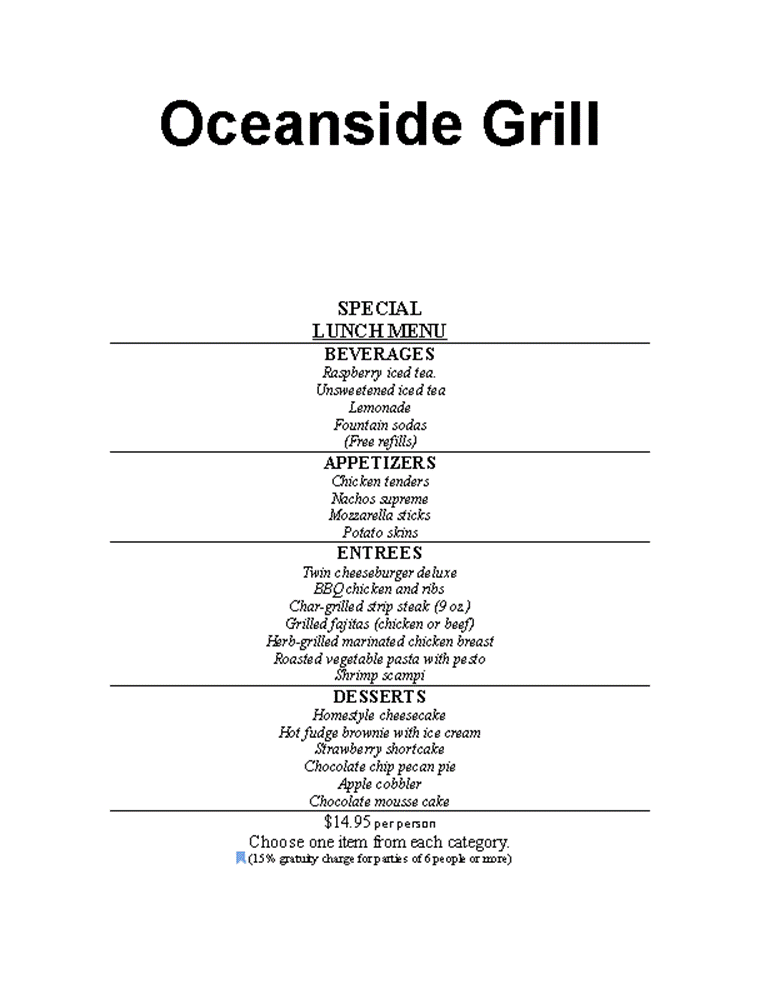 Oceanside Grill
SPECIAL
LUNCH MENU
BEVERAGES
Raspberry iced tea.
Unsweetened iced tea
Lemonade
Fountain sodas
(Free refills)
APPETIZERS
Chicken tenders
Nachos supreme
Mozzarella sticks
Potato skins
ENTREES
Twin cheeseburger deluxe
BBQ chicken and ribs
Char-grilled strip steak (9 oz.)
Grilled fajitas (chicken or beef)
Herb-grilled marinated chicken breast
Roasted vegetable pasta with pesto
Shrimp scampi
DESSERTS
Homestyle cheesecake
Hot fudge brownie with ice cream
Strawberry shortcake
Chocolate chip pecan pie
Apple cobbler
Chocolate mousse cake
$14.95 per person
Choose one item from each category.
(15% gratuity charge for parties of 6 people or more)